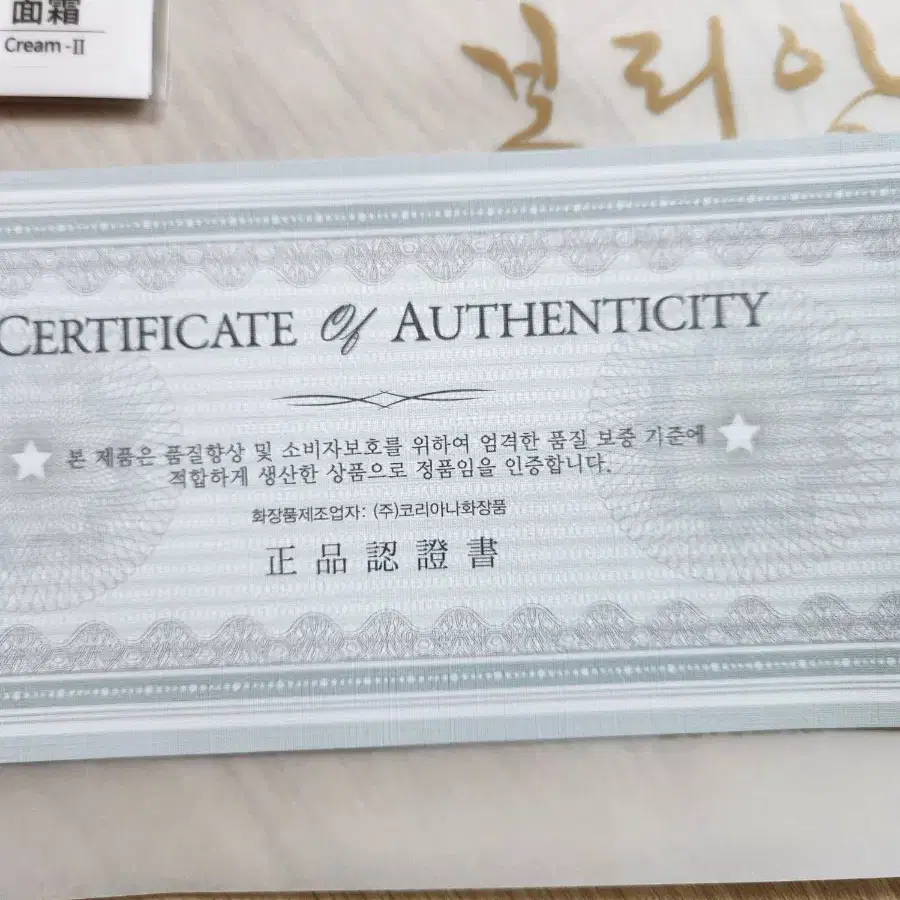 面霜
Cream -II
보리앙
CERTIFICATE Of AUTHENTICITY
본 제품은 품질향상 및 소비자보호를 위하여 엄격한 품질 보증 기준에
적합하게 생산한 상품으로 정품임을 인증합니다.
화장품제조업자: (주)코리아나화장품
正品認證書